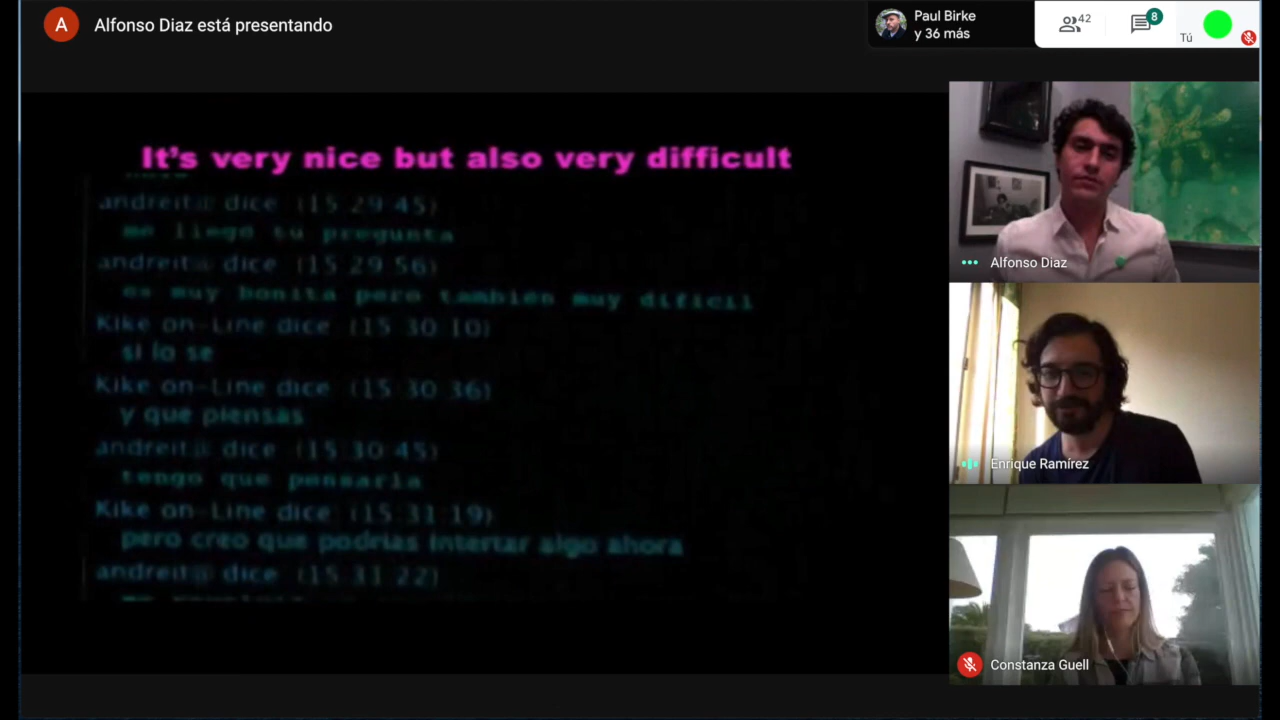 A
Alfonso Diaz está presentando
Paul Birke
y 36 más
42
8
Tú
It's very nice but also very difficult
andreit dice (15:29:45)
me llego tu pregunta
andreit dice (15:29:56)
es muy bonita pero tambien muy dificil
Kike on-Line dice (15:30:10)
si lo se
Kike on-Line dice (15:30:36)
y que piensas
andreit dice (15:30:45)
tengo que pensarla
Kike on-Line dice (15:31:19)
pero creo que podrias intertar algo ahora
andreit dice (15:31:22)
Alfonso Diaz
Enrique Ramírez
Constanza Guell